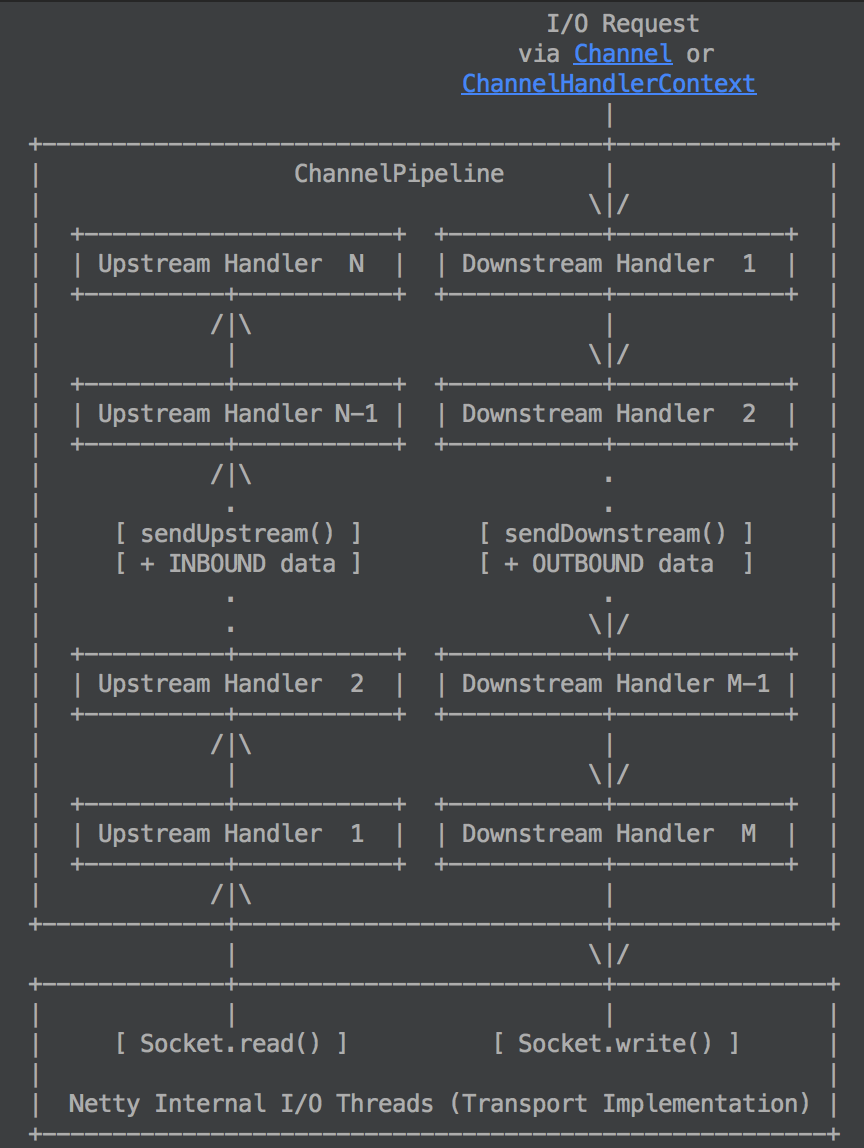 I/O Request
via Channel or
ChannelHandlerContext
|
+----------------------------------------+---------------+
|                  ChannelPipeline       |               |
|                                       \|/              |
|  +----------------------+  +-----------+------------+  |
|  | Upstream Handler  N  |  | Downstream Handler  1  |  |
|  +----------+-----------+  +-----------+------------+  |
|            /|\                         |               |
|             |                         \|/              |
|  +----------+-----------+  +-----------+------------+  |
|  | Upstream Handler N-1 |  | Downstream Handler  2  |  |
|  +----------+-----------+  +-----------+------------+  |
|            /|\                         .               |
|             .                          .               |
|     [ sendUpstream() ]        [ sendDownstream() ]     |
|     [ + INBOUND data ]        [ + OUTBOUND data  ]     |
|             .                          .               |
|             .                         \|/              |
|  +----------+-----------+  +-----------+------------+  |
|  | Upstream Handler  2  |  | Downstream Handler M-1 |  |
|  +----------+-----------+  +-----------+------------+  |
|            /|\                         |               |
|             |                         \|/              |
|  +----------+-----------+  +-----------+------------+  |
|  | Upstream Handler  1  |  | Downstream Handler  M  |  |
|  +----------+-----------+  +-----------+------------+  |
|            /|\                         |               |
+-------------+--------------------------+---------------+
              |                         \|/
+-------------+--------------------------+---------------+
|             |                          |               |
|     [ Socket.read() ]          [ Socket.write() ]      |
|                                                        |
|  Netty Internal I/O Threads (Transport Implementation) |
+--------------------------------------------------------+